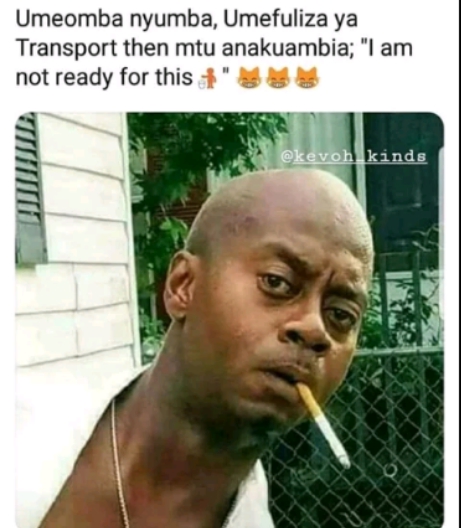 Umeomba nyumba, Umefuliza ya
Transport then mtu anakuambia; "I am
not ready for this 🚼" 😹😹😹
@kevoh_kinds